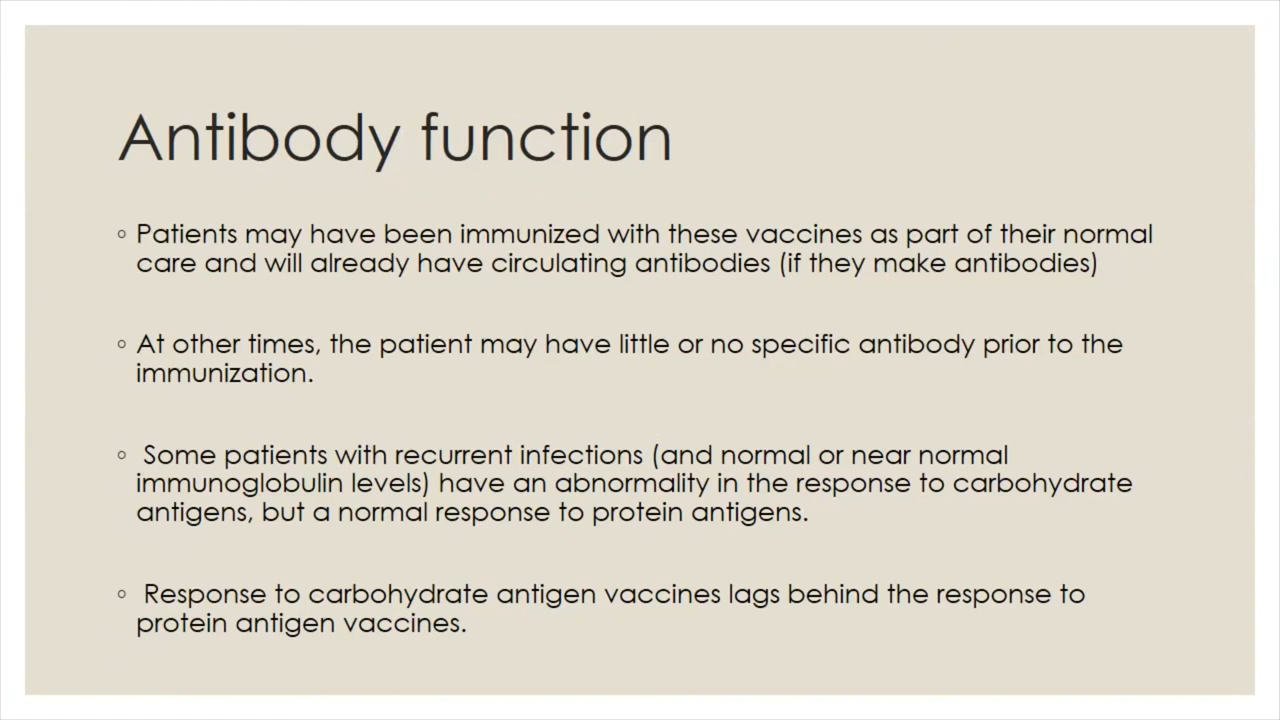 Antibody function
◦ Patients may have been immunized with these vaccines as part of their normal
care and will already have circulating antibodies (if they make antibodies)
◦ At other times, the patient may have little or no specific antibody prior to the
immunization.
◦ Some patients with recurrent infections (and normal or near normal
immunoglobulin levels) have an abnormality in the response to carbohydrate
antigens, but a normal response to protein antigens.
◦ Response to carbohydrate antigen vaccines lags behind the response to
protein antigen vaccines.